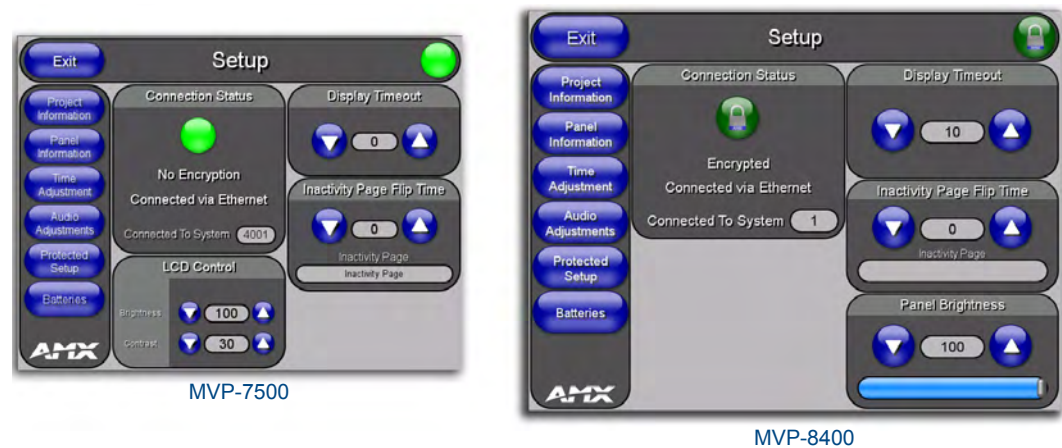 Exit
Setup
Project
Information
Panel
Information
Time
Adjustment
Audio
Adjustments
Protected
Setup
Batteries
AMX
Connection Status
No Encryption
Connected via Ethernet
Connected To System 4001
LCD Control
Brightness 100
Contrast 30
Display Timeout
0
Inactivity Page Flip Time
0
Inactivity Page
Inactivity Page
MVP-7500
Exit
Setup
Project
Information
Panel
Information
Time
Adjustment
Audio
Adjustments
Protected
Setup
Batteries
AMX
Connection Status
Encrypted
Connected via Ethernet
Connected To System 1
Display Timeout
10
Inactivity Page Flip Time
0
Inactivity Page
Panel Brightness
100
MVP-8400